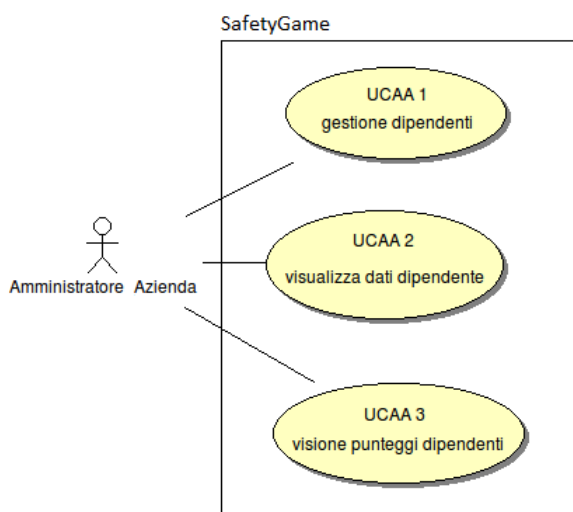 SafetyGame
UCAA 1
gestione dipendenti
UCAA 2
visualizza dati dipendente
Amministratore Azienda
UCAA 3
visione punteggi dipendenti